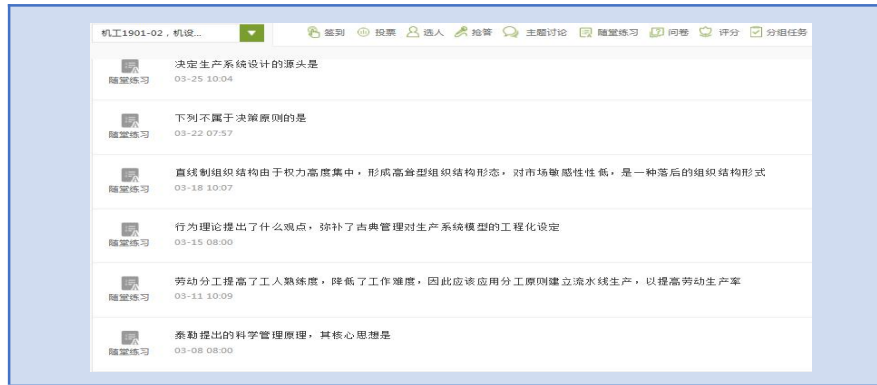 机工1901-02，机设... 签到 投票 选人 抢答 主题讨论 随堂练习 问卷 评分 分组任务
决定生产系统设计的源头是
随堂练习 03-25 10:04
下列不属于决策原则的是
随堂练习 03-22 07:57
直线制组织结构由于权力高度集中，形成高耸型组织结构形态，对市场敏感性性低，是一种落后的组织结构形式
随堂练习 03-18 10:07
行为理论提出了什么观点，弥补了古典管理对生产系统模型的工程化设定
随堂练习 03-15 08:00
劳动分工提高了工人熟练度，降低了工作难度，因此应该应用分工原则建立流水线生产，以提高劳动生产率
随堂练习 03-11 10:09
泰勒提出的科学管理原理，其核心思想是
随堂练习 03-08 08:00